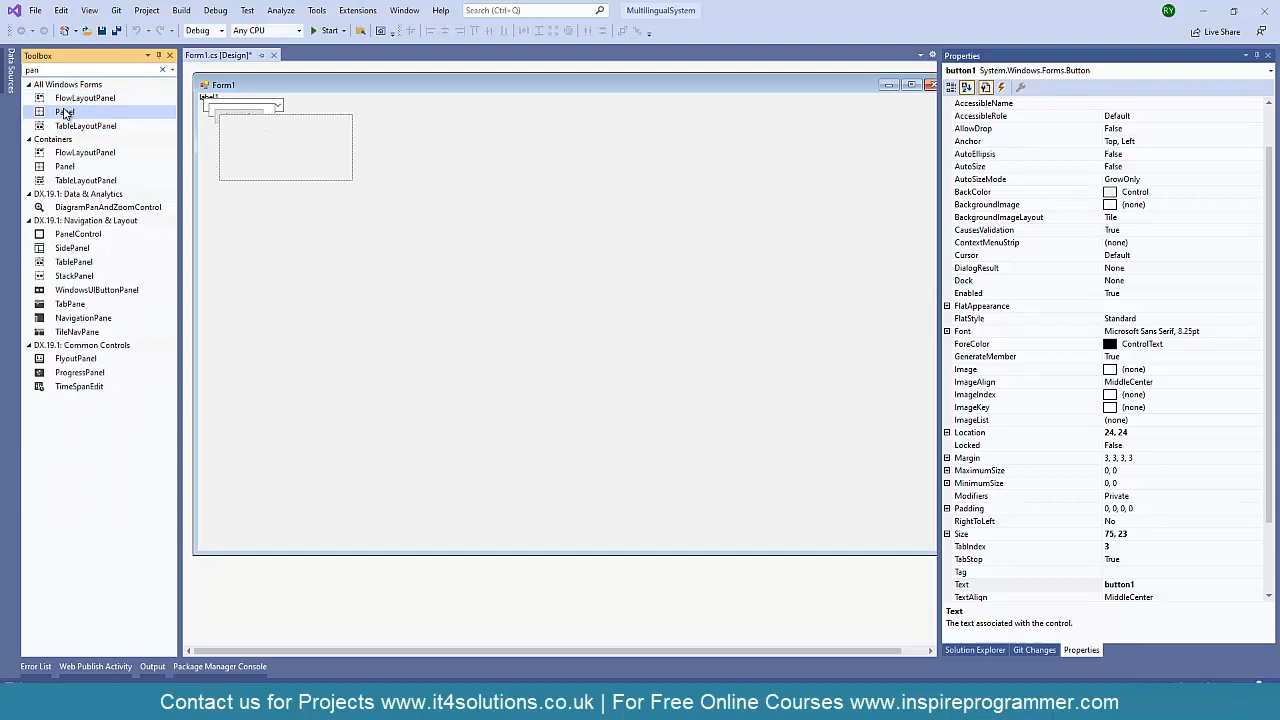 File Edit View Git Project Build Debug Test Analyze Tools Extensions Window Help Search (Ctrl+Q) MultilingualSystem RY
Debug Any CPU Start Live Share
Data Sources
Toolbox
pan
All Windows Forms
FlowLayoutPanel
Panel
TableLayoutPanel
Containers
FlowLayoutPanel
Panel
TableLayoutPanel
DX.19.1: Data & Analytics
DiagramPanAndZoomControl
DX.19.1: Navigation & Layout
PanelControl
SidePanel
TablePanel
StackPanel
WindowsUIButtonPanel
TabPane
NavigationPane
TileNavPane
DX.19.1: Common Controls
FlyoutPanel
ProgressPanel
TimeSpanEdit
Form1.cs [Design]*
Form1
label1
Properties
button1 System.Windows.Forms.Button
AccessibleName
AccessibleRole Default
AllowDrop False
Anchor Top, Left
AutoEllipsis False
AutoSize False
AutoSizeMode GrowOnly
BackColor Control
BackgroundImage (none)
BackgroundImageLayout Tile
CausesValidation True
ContextMenuStrip (none)
Cursor Default
DialogResult None
Dock None
Enabled True
FlatAppearance
FlatStyle Standard
Font Microsoft Sans Serif, 8.25pt
ForeColor ControlText
GenerateMember True
Image (none)
ImageAlign MiddleCenter
ImageIndex (none)
ImageKey (none)
ImageList (none)
Location 24, 24
Locked False
Margin 3, 3, 3, 3
MaximumSize 0, 0
MinimumSize 0, 0
Modifiers Private
Padding 0, 0, 0, 0
RightToLeft No
Size 75, 23
TabIndex 3
TabStop True
Tag
Text button1
TextAlign MiddleCenter
Text
The text associated with the control.
Solution Explorer Git Changes Properties
Error List Web Publish Activity Output Package Manager Console
Contact us for Projects www.it4solutions.co.uk | For Free Online Courses www.inspireprogrammer.com